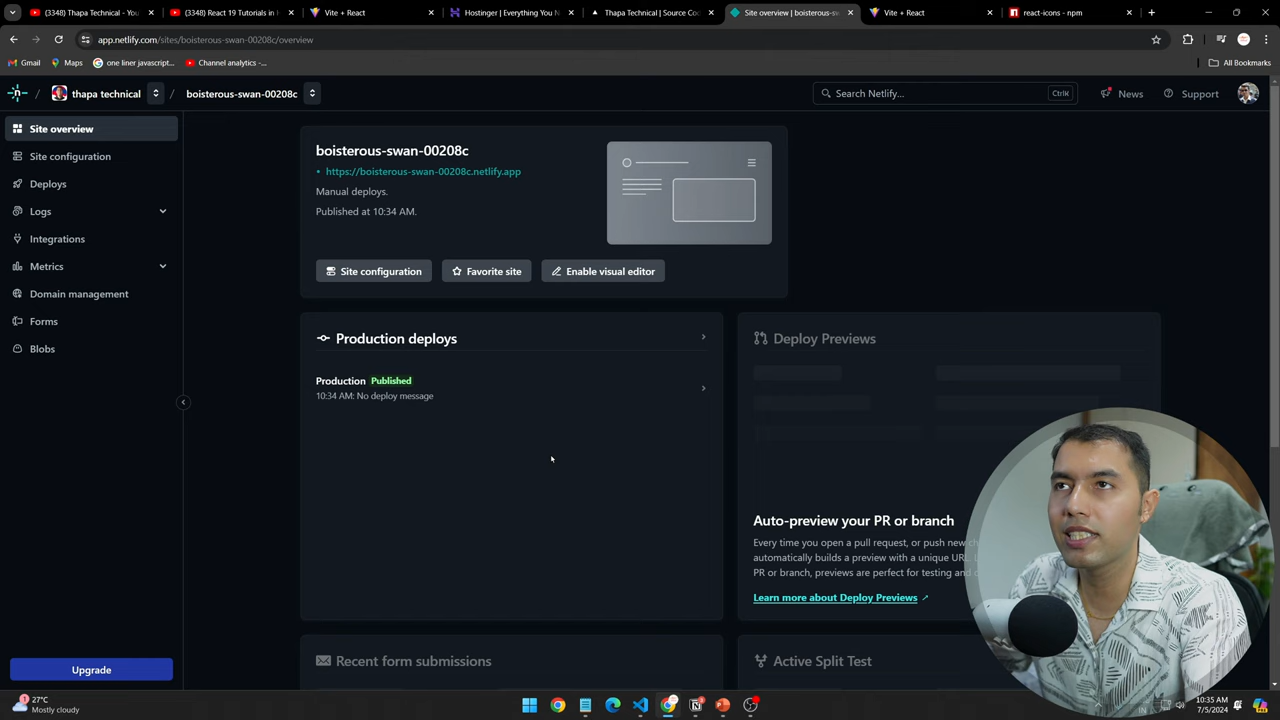 (3348) Thapa Technical - You
(3348) React 19 Tutorials in H
Vite + React
Hostinger | Everything You N
Thapa Technical | Source Cod
Site overview | boisterous-sw
Vite + React
react-icons - npm
app.netlify.com/sites/boisterous-swan-00208c/overview
Gmail
Maps
one liner javascript...
Channel analytics -...
All Bookmarks
/ thapa technical / boisterous-swan-00208c
Search Netlify...
Ctrl K
News
Support
Site overview
Site configuration
Deploys
Logs
Integrations
Metrics
Domain management
Forms
Blobs
Upgrade
boisterous-swan-00208c
• https://boisterous-swan-00208c.netlify.app
Manual deploys.
Published at 10:34 AM.
Site configuration
Favorite site
Enable visual editor
Production deploys
Production Published
10:34 AM: No deploy message
Deploy Previews
Auto-preview your PR or branch
Every time you open a pull request, or push new
automatically builds a preview with a unique URL.
PR or branch, previews are perfect for testing and
Learn more about Deploy Previews ↗
Recent form submissions
Active Split Test
27°C
Mostly cloudy
IN
10:35 AM
7/5/2024